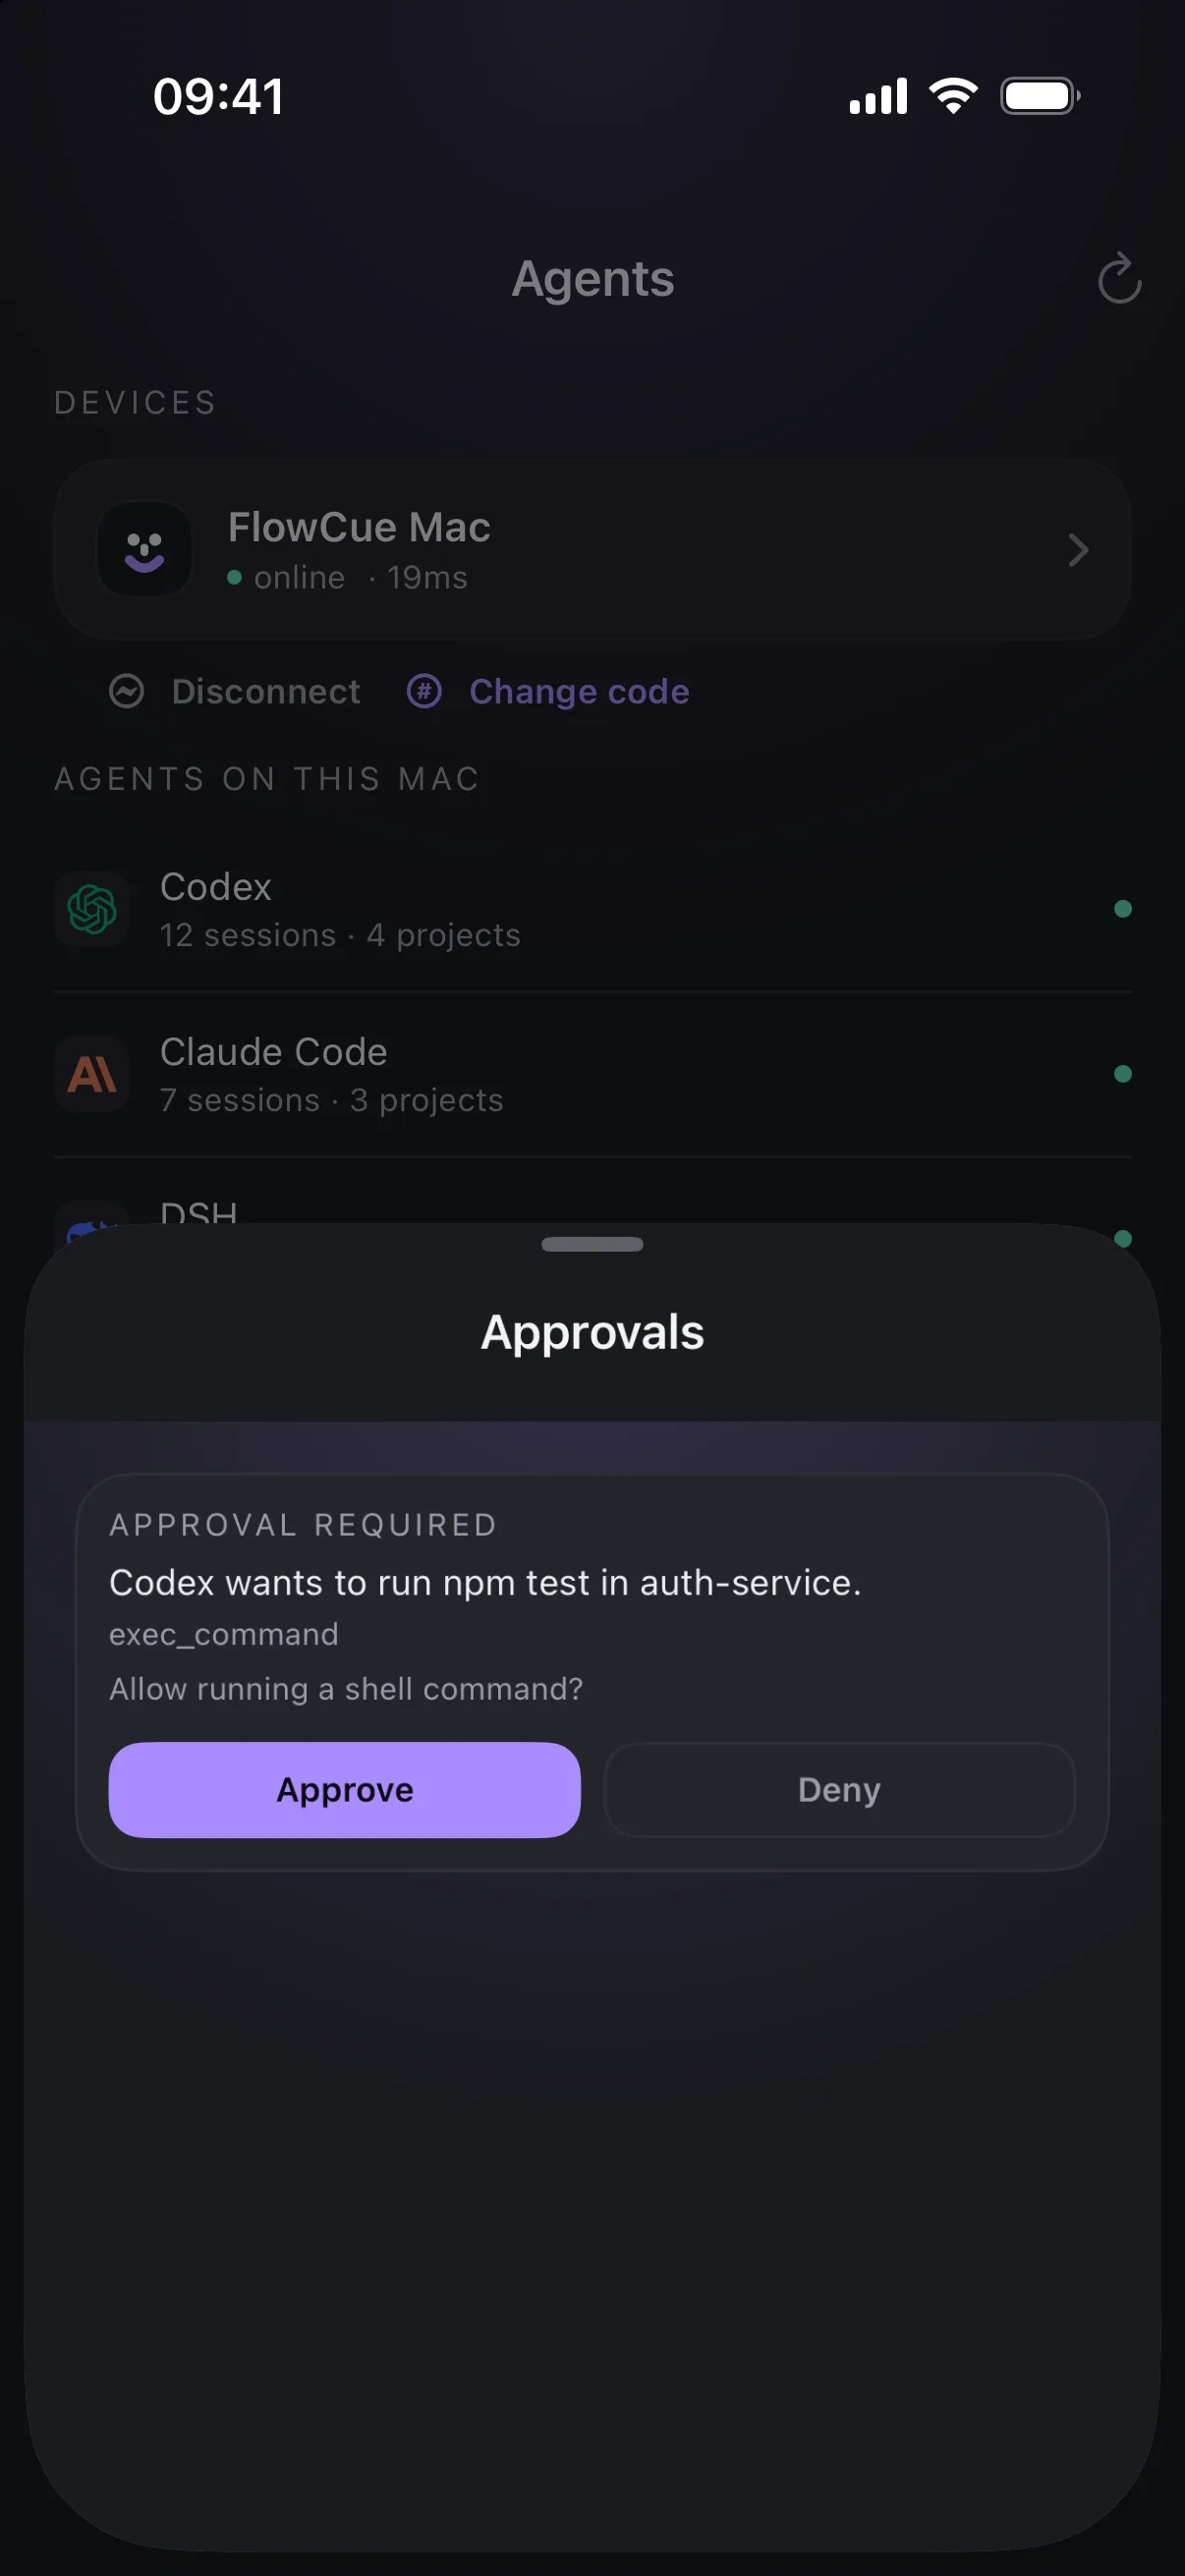 09:41
Agents
DEVICES
FlowCue Mac
online · 19ms
Disconnect # Change code
AGENTS ON THIS MAC
Codex
12 sessions · 4 projects
Claude Code
7 sessions · 3 projects
DSH
Approvals
APPROVAL REQUIRED
Codex wants to run npm test in auth-service.
exec_command
Allow running a shell command?
Approve Deny